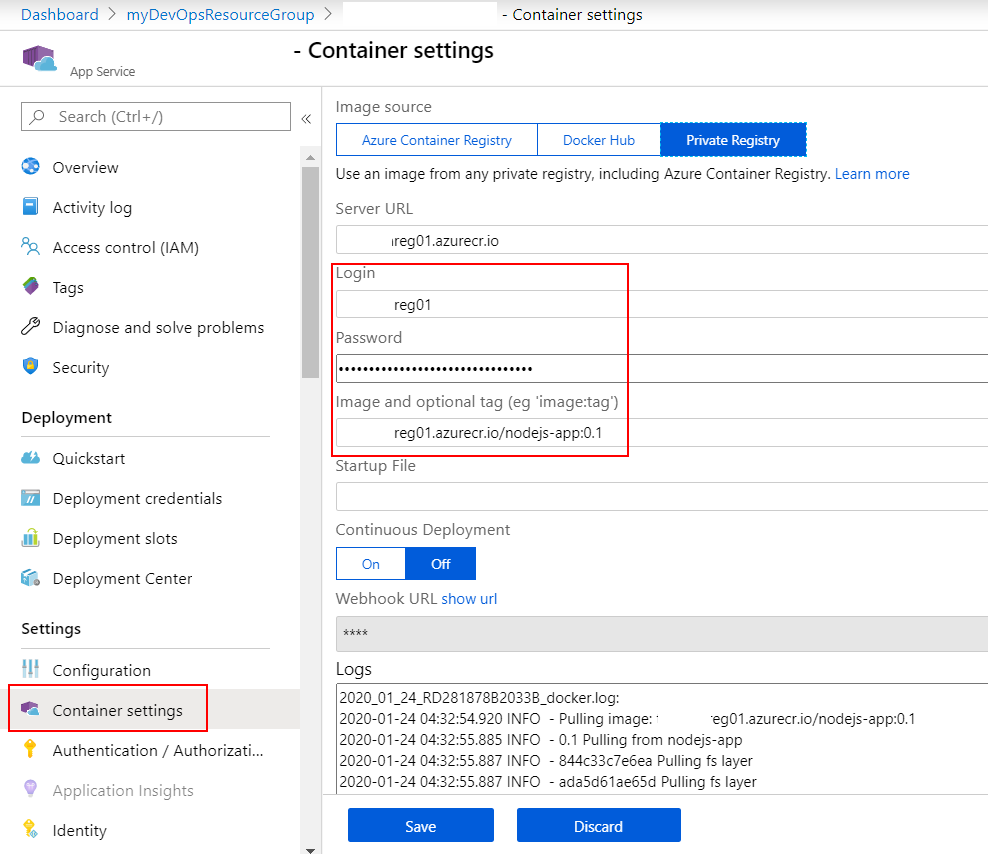 Dashboard > myDevOpsResourceGroup > - Container settings
- Container settings
App Service
Search (Ctrl+/)
«
Overview
Activity log
Access control (IAM)
Tags
Diagnose and solve problems
Security
Deployment
Quickstart
Deployment credentials
Deployment slots
Deployment Center
Settings
Configuration
Container settings
Authentication / Authorizati...
Application Insights
Identity
Image source
Azure Container Registry
Docker Hub
Private Registry
Use an image from any private registry, including Azure Container Registry. Learn more
Server URL
reg01.azurecr.io
Login
reg01
Password
••••••••••••••••••••••••••••••••
Image and optional tag (eg 'image:tag')
reg01.azurecr.io/nodejs-app:0.1
Startup File
Continuous Deployment
On
Off
Webhook URL show url
****
Logs
2020_01_24_RD281878B2033B_docker.log:
2020-01-24 04:32:54.920 INFO - Pulling image: reg01.azurecr.io/nodejs-app:0.1
2020-01-24 04:32:55.885 INFO - 0.1 Pulling from nodejs-app
2020-01-24 04:32:55.887 INFO - 844c33c7e6ea Pulling fs layer
2020-01-24 04:32:55.887 INFO - ada5d61ae65d Pulling fs layer
Save
Discard